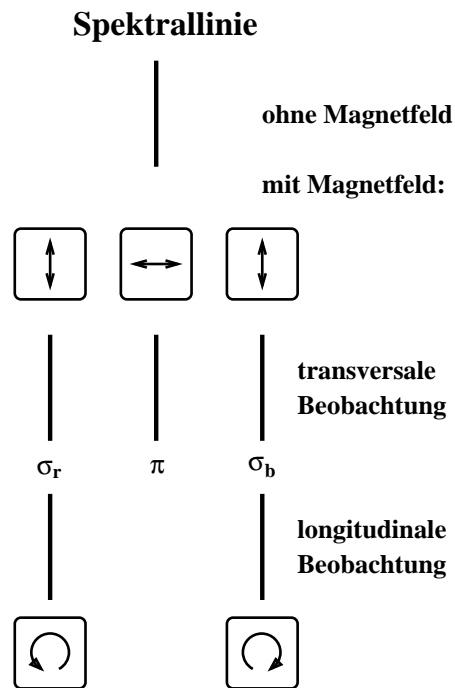 Spektrallinie
ohne Magnetfeld
mit Magnetfeld:
transversale
Beobachtung
σr π σb
longitudinale
Beobachtung